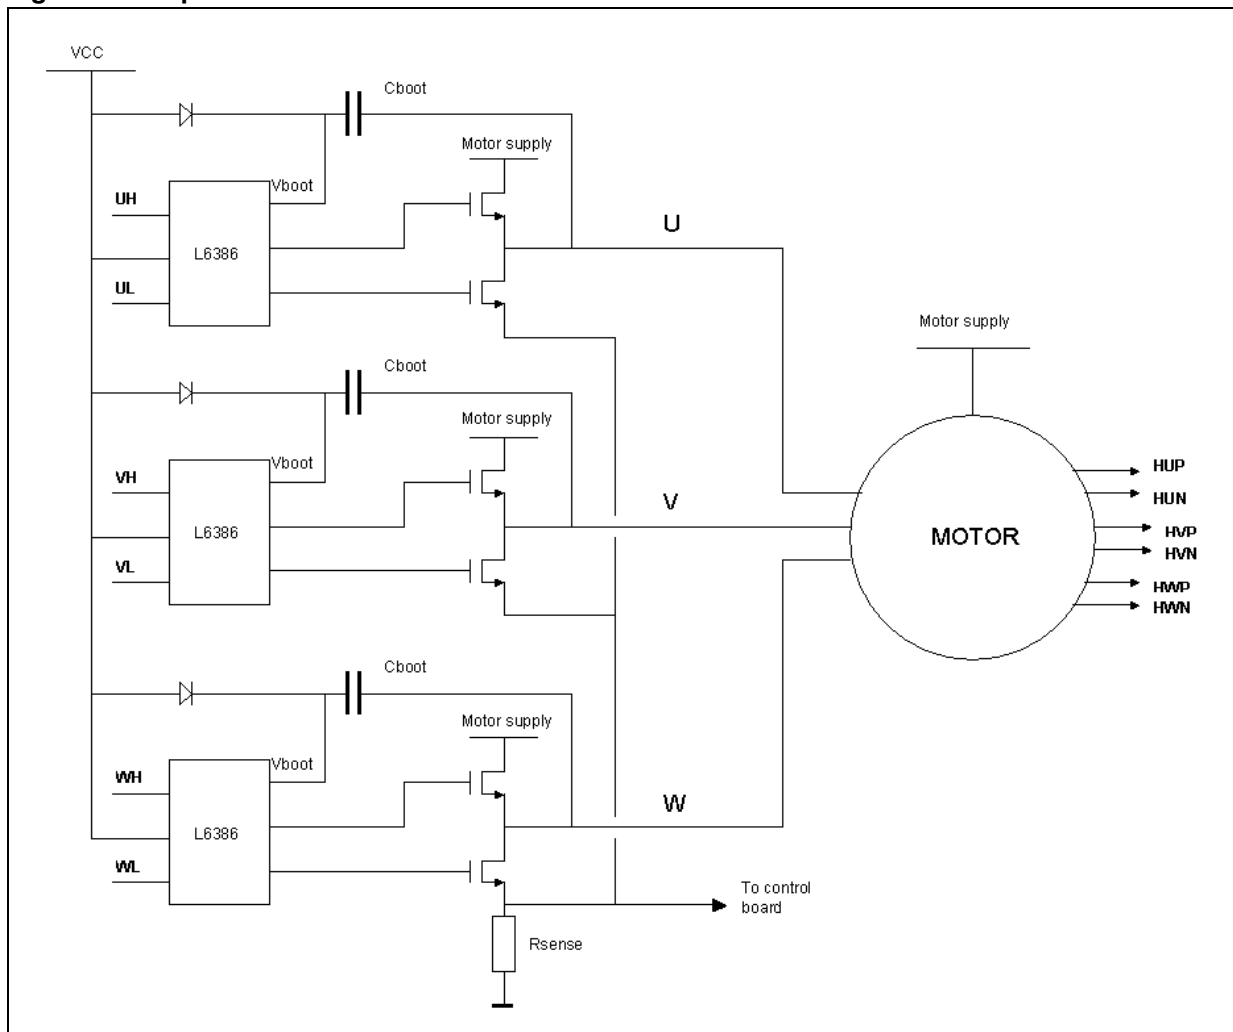 VCC
Cboot
Motor supply
Vboot
UH
L6386
UL
U
Motor supply
Cboot
Motor supply
Vboot
VH
L6386
VL
V
MOTOR
HUP
HUN
HVP
HVN
HWP
HWN
Cboot
Motor supply
Vboot
WH
L6386
WL
W
To control
board
Rsense